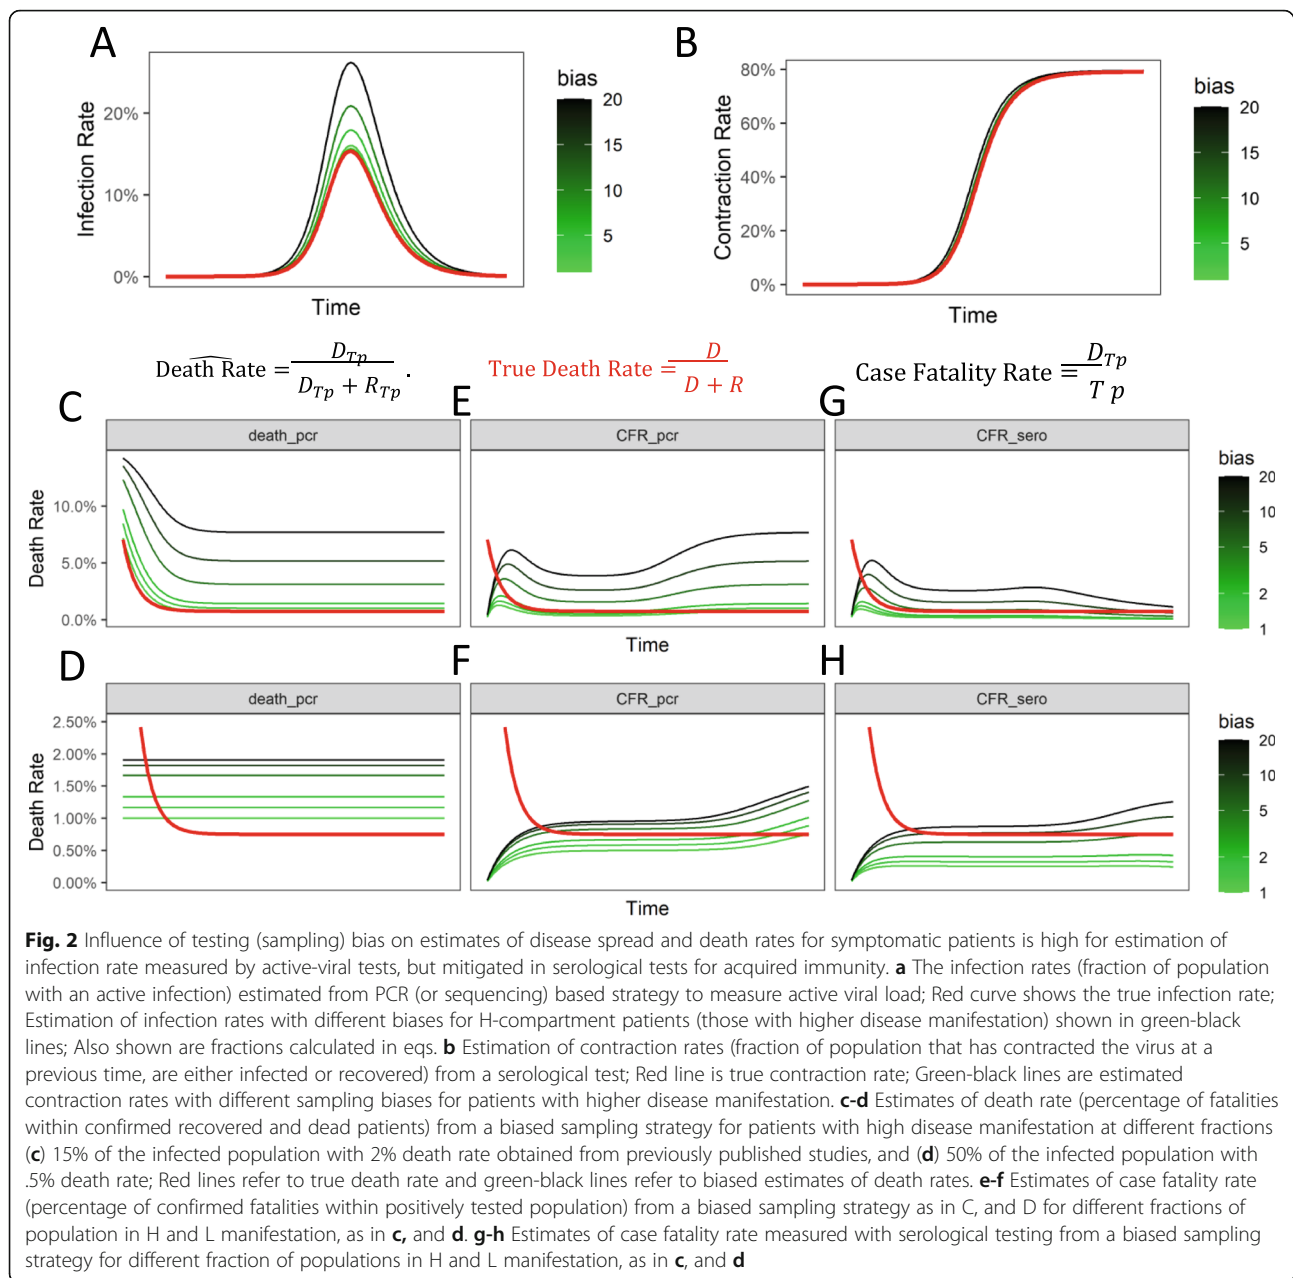 A
B
bias
20
15
10
5
Infection Rate
20%
10%
0%
Time
bias
20
15
10
5
Contraction Rate
80%
60%
40%
20%
0%
Time
Death Rate = D_Tp / (D_Tp + R_Tp) .
True Death Rate = D / (D + R)
Case Fatality Rate = D_Tp / T p
C
E
G
death_pcr
CFR_pcr
CFR_sero
Death Rate
10.0%
5.0%
0.0%
Time
bias
20
10
5
2
1
D
F
H
death_pcr
CFR_pcr
CFR_sero
Death Rate
2.50%
2.00%
1.50%
1.00%
0.50%
0.00%
Time
bias
20
10
5
2
1
Fig. 2 Influence of testing (sampling) bias on estimates of disease spread and death rates for symptomatic patients is high for estimation of
infection rate measured by active-viral tests, but mitigated in serological tests for acquired immunity. a The infection rates (fraction of population
with an active infection) estimated from PCR (or sequencing) based strategy to measure active viral load; Red curve shows the true infection rate;
Estimation of infection rates with different biases for H-compartment patients (those with higher disease manifestation) shown in green-black
lines; Also shown are fractions calculated in eqs. b Estimation of contraction rates (fraction of population that has contracted the virus at a
previous time, are either infected or recovered) from a serological test; Red line is true contraction rate; Green-black lines are estimated
contraction rates with different sampling biases for patients with higher disease manifestation. c-d Estimates of death rate (percentage of fatalities
within confirmed recovered and dead patients) from a biased sampling strategy for patients with high disease manifestation at different fractions
(c) 15% of the infected population with 2% death rate obtained from previously published studies, and (d) 50% of the infected population with
.5% death rate; Red lines refer to true death rate and green-black lines refer to biased estimates of death rates. e-f Estimates of case fatality rate
(percentage of confirmed fatalities within positively tested population) from a biased sampling strategy as in C, and D for different fractions of
population in H and L manifestation, as in c, and d. g-h Estimates of case fatality rate measured with serological testing from a biased sampling
strategy for different fraction of populations in H and L manifestation, as in c, and d